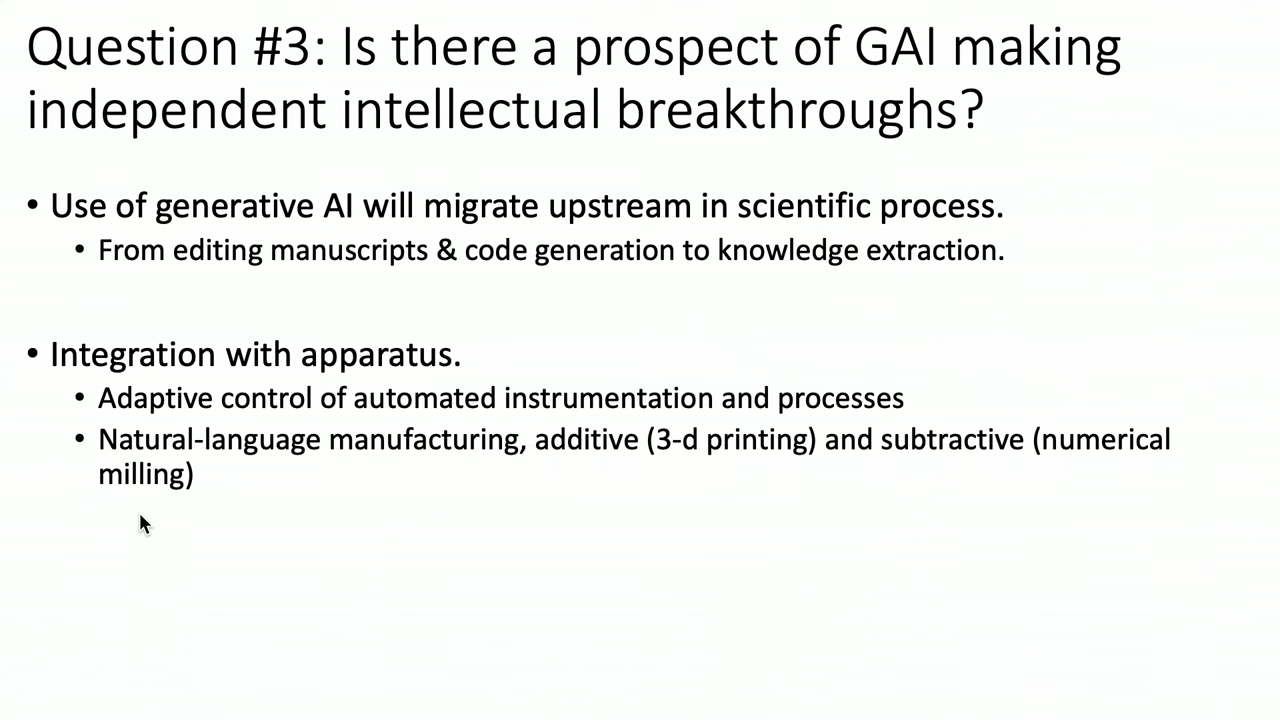 Question #3: Is there a prospect of GAI making
independent intellectual breakthroughs?
• Use of generative AI will migrate upstream in scientific process.
• From editing manuscripts & code generation to knowledge extraction.
• Integration with apparatus.
• Adaptive control of automated instrumentation and processes
• Natural-language manufacturing, additive (3-d printing) and subtractive (numerical
milling)